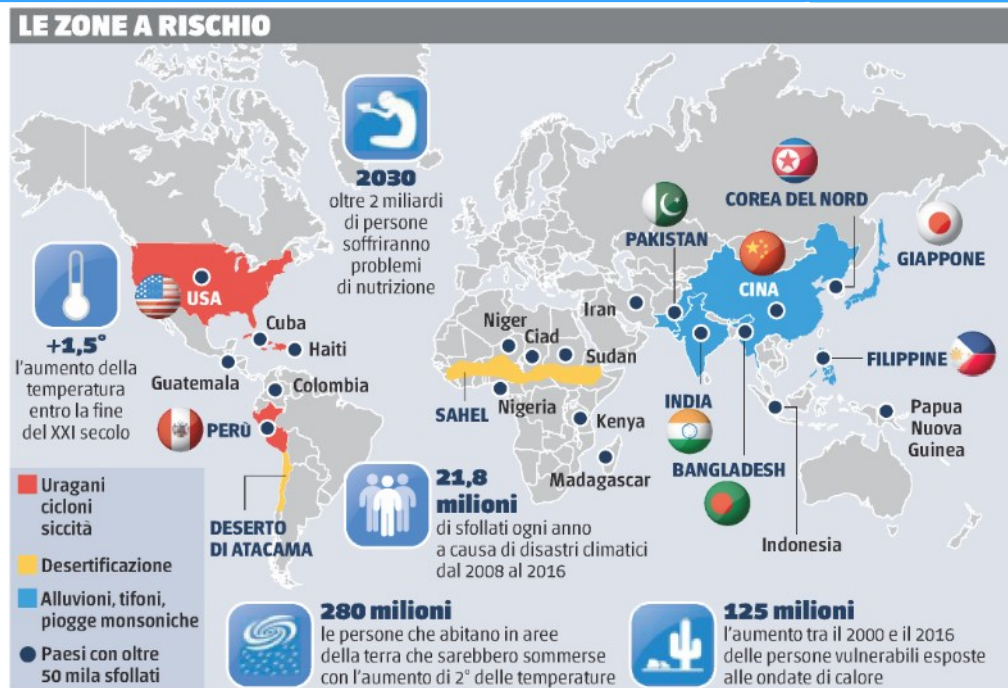 LE ZONE A RISCHIO
2030
oltre 2 miliardi
di persone
soffriranno
problemi
di nutrizione
COREA DEL NORD
PAKISTAN
GIAPPONE
CINA
USA
Iran
+1,5°
l'aumento della
temperatura
entro la fine
del XXI secolo
Cuba
Haiti
Guatemala
Colombia
PERÙ
Niger
Ciad
Sudan
SAHEL
Nigeria
Kenya
Madagascar
INDIA
BANGLADESH
FILIPPINE
Papua
Nuova
Guinea
Indonesia
DESERTO
DI ATACAMA
21,8
milioni
di sfollati ogni anno
a causa di disastri climatici
dal 2008 al 2016
Uragani
cicloni
siccità
Desertificazione
Alluvioni, tifoni,
piogge monsoniche
Paesi con oltre
50 mila sfollati
280 milioni
le persone che abitano in aree
della terra che sarebbero sommerse
con l'aumento di 2° delle temperature
125 milioni
l'aumento tra il 2000 e il 2016
delle persone vulnerabili esposte
alle ondate di calore